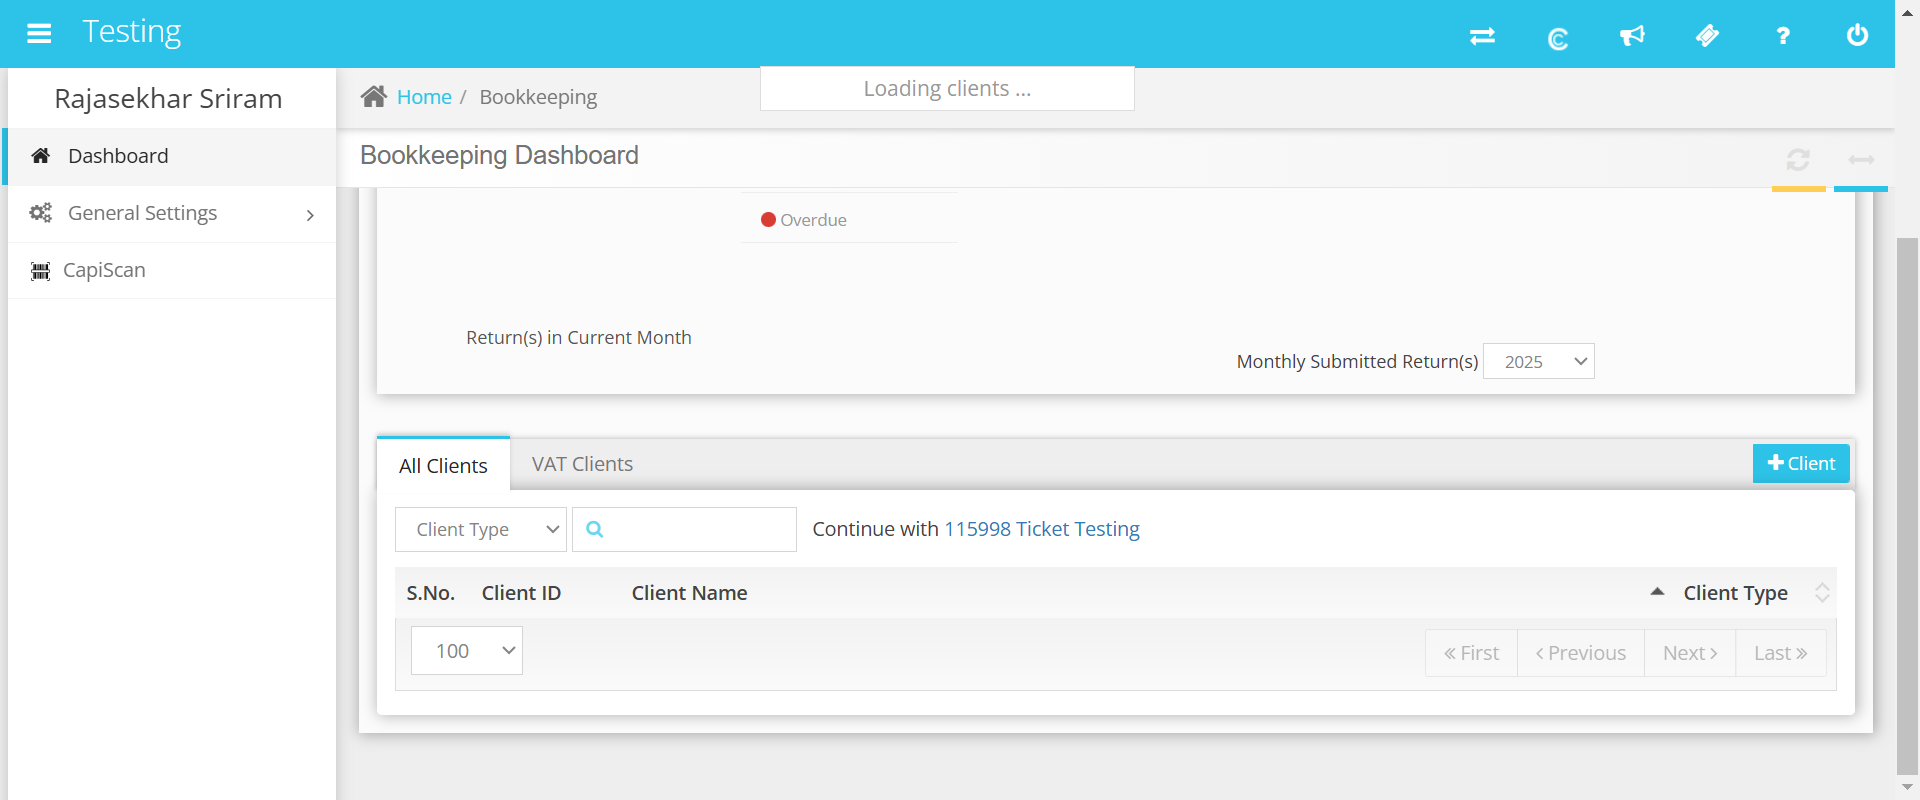 Testing
Rajasekhar Sriram
Dashboard
General Settings
CapiScan
Home / Bookkeeping
Loading clients ...
Bookkeeping Dashboard
Overdue
Return(s) in Current Month
Monthly Submitted Return(s) 2025
All Clients VAT Clients
+ Client
Client Type
Continue with 115998 Ticket Testing
S.No. Client ID Client Name Client Type
100
« First ‹ Previous Next › Last »